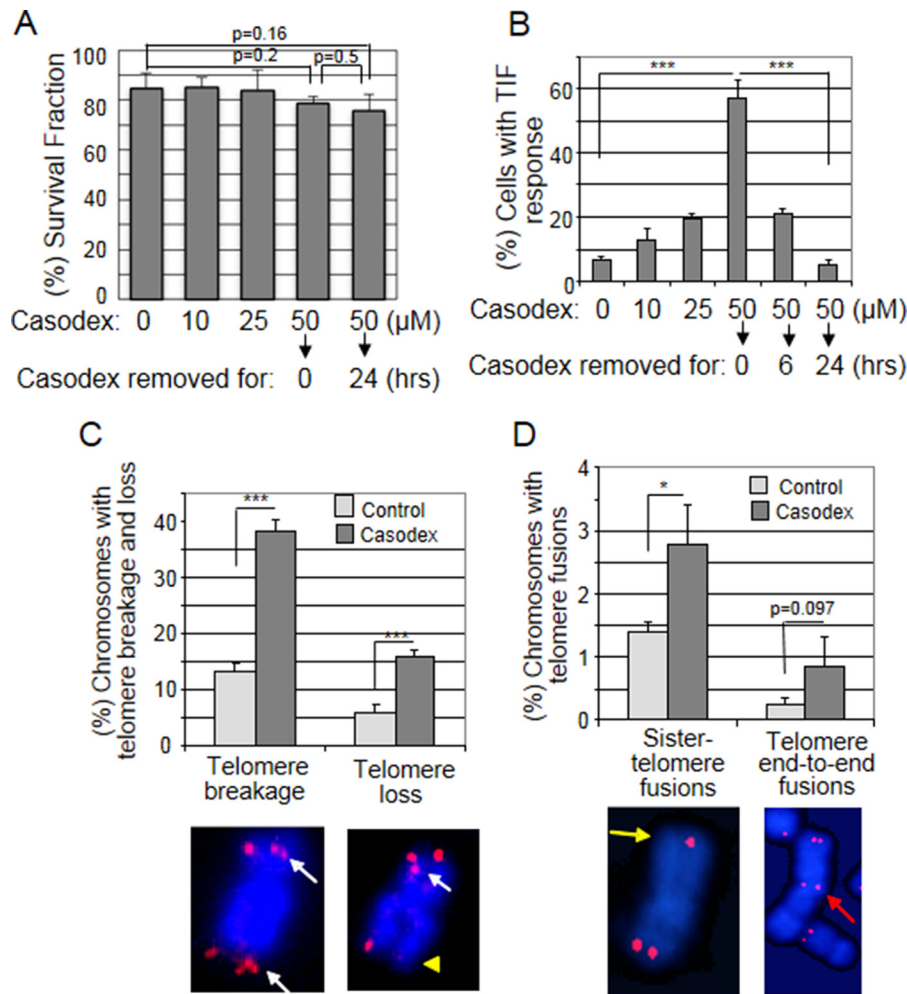 A
(%) Survival Fraction
100
80
60
40
20
0
p=0.16
p=0.2
p=0.5
Casodex: 0 10 25 50 50 (µM)
Casodex removed for: 0 24 (hrs)
B
(%) Cells with TIF
response
60
40
20
0
*** ***
Casodex: 0 10 25 50 50 50 (µM)
Casodex removed for: 0 6 24 (hrs)
C
(%) Chromosomes with
telomere breakage and loss
40
30
20
10
0
***
***
Control
Casodex
Telomere
breakage
Telomere
loss
D
(%) Chromosomes with
telomere fusions
4
3
2
1
0
*
p=0.097
Control
Casodex
Sister-
telomere
fusions
Telomere
end-to-end
fusions